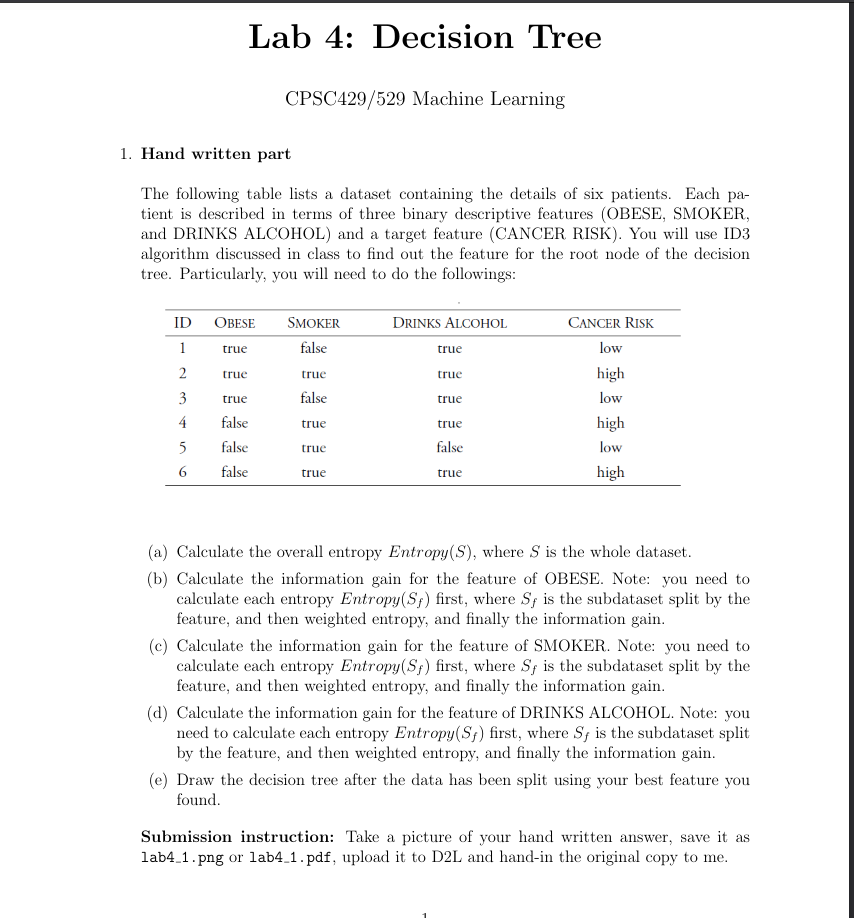 Lab 4: Decision Tree
CPSC429/529 Machine Learning
1. Hand written part
The following table lists a dataset containing the details of six patients. Each pa-
tient is described in terms of three binary descriptive features (OBESE, SMOKER,
and DRINKS ALCOHOL) and a target feature (CANCER RISK). You will use ID3
algorithm discussed in class to find out the feature for the root node of the decision
tree. Particularly, you will need to do the followings:
ID OBESE SMOKER DRINKS ALCOHOL CANCER RISK
1 true false true low
2 true true true high
3 true false true low
4 false true true high
5 false true false low
6 false true true high
(a) Calculate the overall entropy Entropy(S), where S is the whole dataset.
(b) Calculate the information gain for the feature of OBESE. Note: you need to
calculate each entropy Entropy(S_f) first, where S_f is the subdataset split by the
feature, and then weighted entropy, and finally the information gain.
(c) Calculate the information gain for the feature of SMOKER. Note: you need to
calculate each entropy Entropy(S_f) first, where S_f is the subdataset split by the
feature, and then weighted entropy, and finally the information gain.
(d) Calculate the information gain for the feature of DRINKS ALCOHOL. Note: you
need to calculate each entropy Entropy(S_f) first, where S_f is the subdataset split
by the feature, and then weighted entropy, and finally the information gain.
(e) Draw the decision tree after the data has been split using your best feature you
found.
Submission instruction: Take a picture of your hand written answer, save it as
lab4_1.png or lab4_1.pdf, upload it to D2L and hand-in the original copy to me.
1